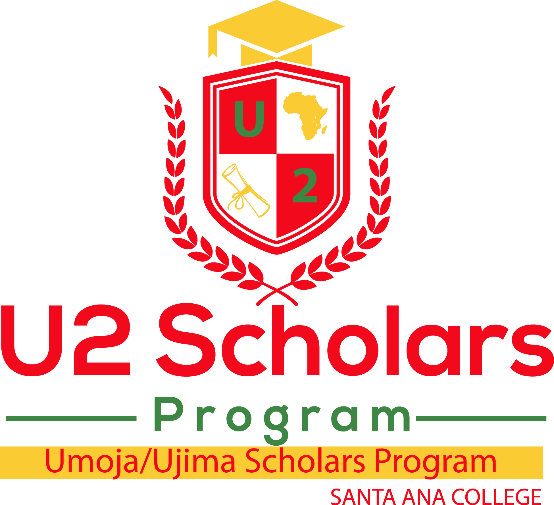 U
2
U2 Scholars
Program
Umoja/Ujima Scholars Program
SANTA ANA COLLEGE